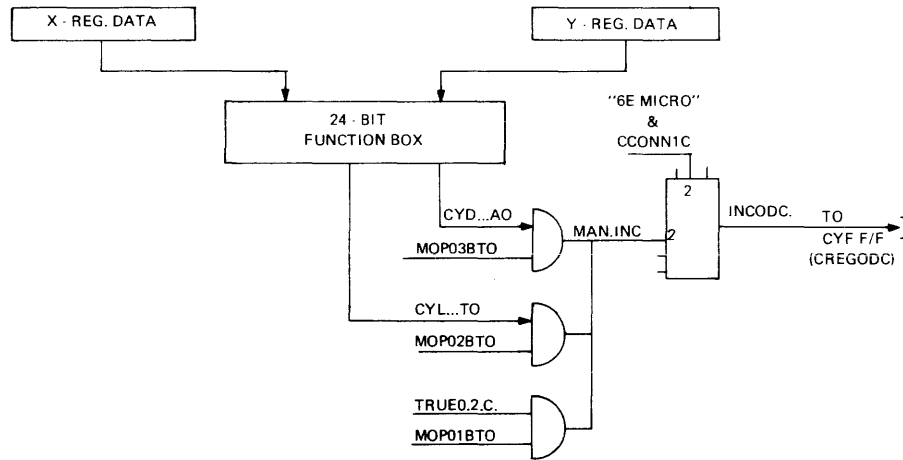 X - REG. DATA
Y - REG. DATA
24 - BIT
FUNCTION BOX
"6E MICRO"
&
CCONN1C
2
CYD...AO
MOP03BTO
MAN.INC
2
INCODC.
TO
CYF F/F
(CREGODC)
CYL...TO
MOP02BTO
TRUE0.2.C.
MOP01BTO